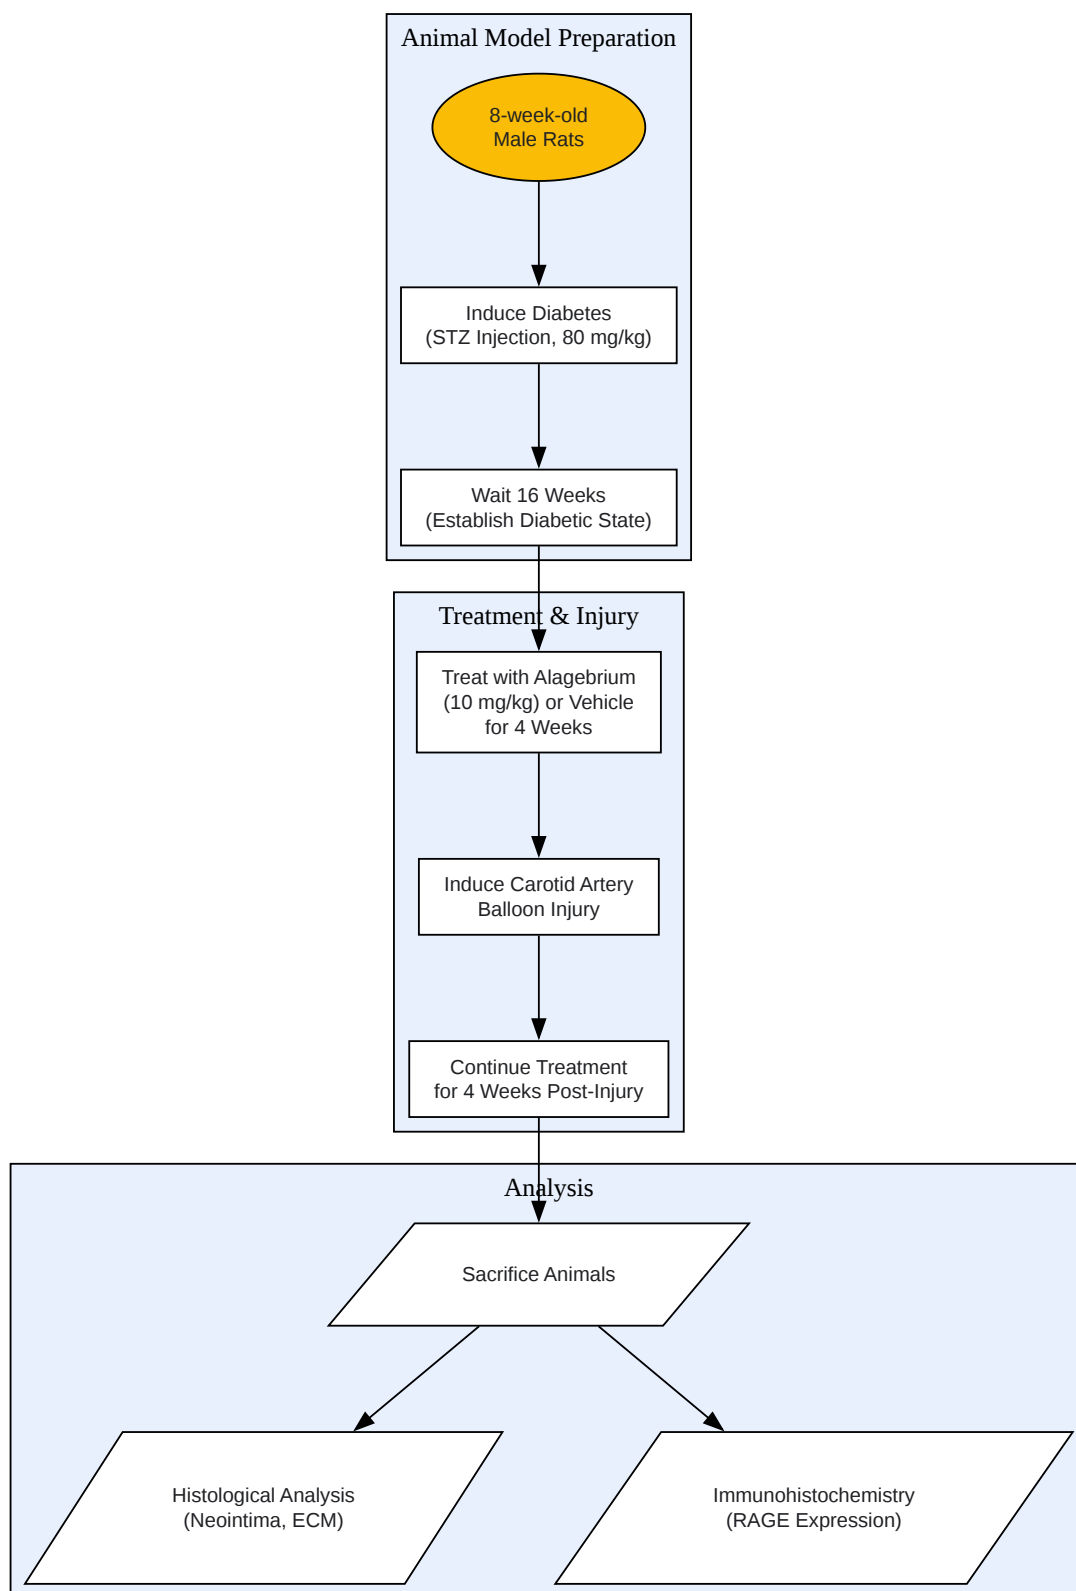 Animal Model Preparation
8-week-old
Male Rats
Induce Diabetes
(STZ Injection, 80 mg/kg)
Wait 16 Weeks
(Establish Diabetic State)
Treatment & Injury
Treat with Alagebrium
(10 mg/kg) or Vehicle
for 4 Weeks
Induce Carotid Artery
Balloon Injury
Continue Treatment
for 4 Weeks Post-Injury
Analysis
Sacrifice Animals
Histological Analysis
(Neointima, ECM)
Immunohistochemistry
(RAGE Expression)